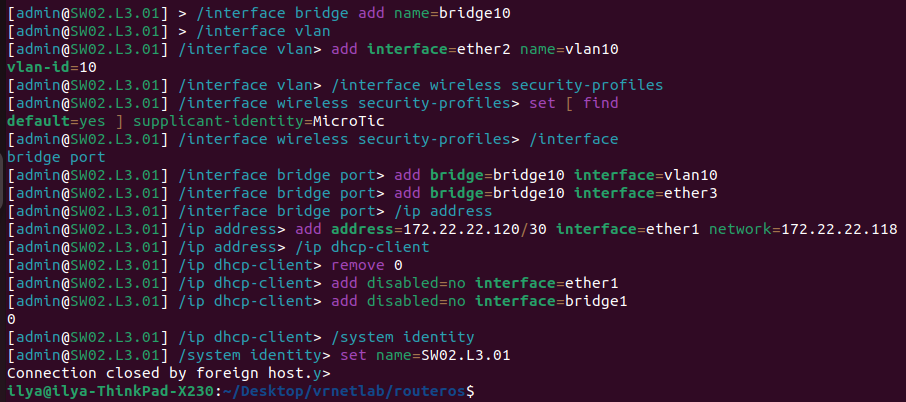 [admin@SW02.L3.01] > /interface bridge add name=bridge10
[admin@SW02.L3.01] > /interface vlan
[admin@SW02.L3.01] /interface vlan> add interface=ether2 name=vlan10
vlan-id=10
[admin@SW02.L3.01] /interface vlan> /interface wireless security-profiles
[admin@SW02.L3.01] /interface wireless security-profiles> set [ find
default=yes ] supplicant-identity=MicroTic
[admin@SW02.L3.01] /interface wireless security-profiles> /interface
bridge port
[admin@SW02.L3.01] /interface bridge port> add bridge=bridge10 interface=vlan10
[admin@SW02.L3.01] /interface bridge port> add bridge=bridge10 interface=ether3
[admin@SW02.L3.01] /interface bridge port> /ip address
[admin@SW02.L3.01] /ip address> add address=172.22.22.120/30 interface=ether1 network=172.22.22.118
[admin@SW02.L3.01] /ip address> /ip dhcp-client
[admin@SW02.L3.01] /ip dhcp-client> remove 0
[admin@SW02.L3.01] /ip dhcp-client> add disabled=no interface=ether1
[admin@SW02.L3.01] /ip dhcp-client> add disabled=no interface=bridge1
0
[admin@SW02.L3.01] /ip dhcp-client> /system identity
[admin@SW02.L3.01] /system identity> set name=SW02.L3.01
Connection closed by foreign host.y>
ilya@ilya-ThinkPad-X230:~/Desktop/vrnetlab/routeros$